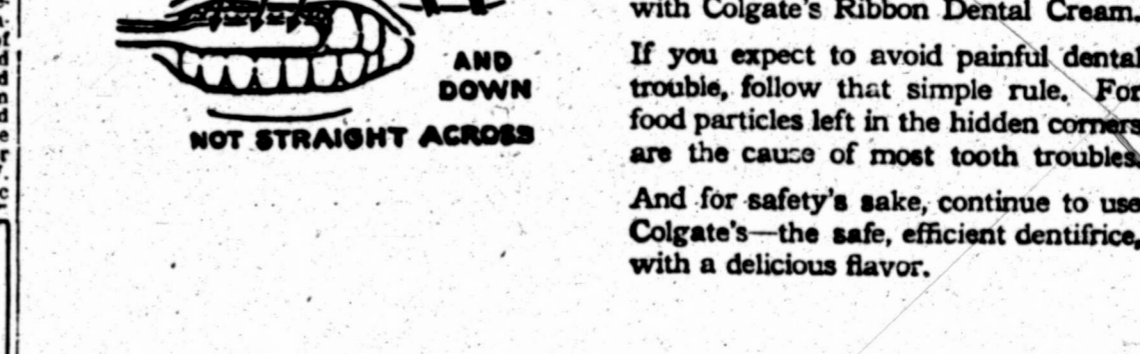 AND
DOWN
NOT STRAIGHT ACROSS
with Colgate's Ribbon Dental Cream.
If you expect to avoid painful dental
trouble, follow that simple rule. For
food particles left in the hidden corners
are the cause of most tooth troubles.
And for safety's sake, continue to use
Colgate's—the safe, efficient dentifrice,
with a delicious flavor.